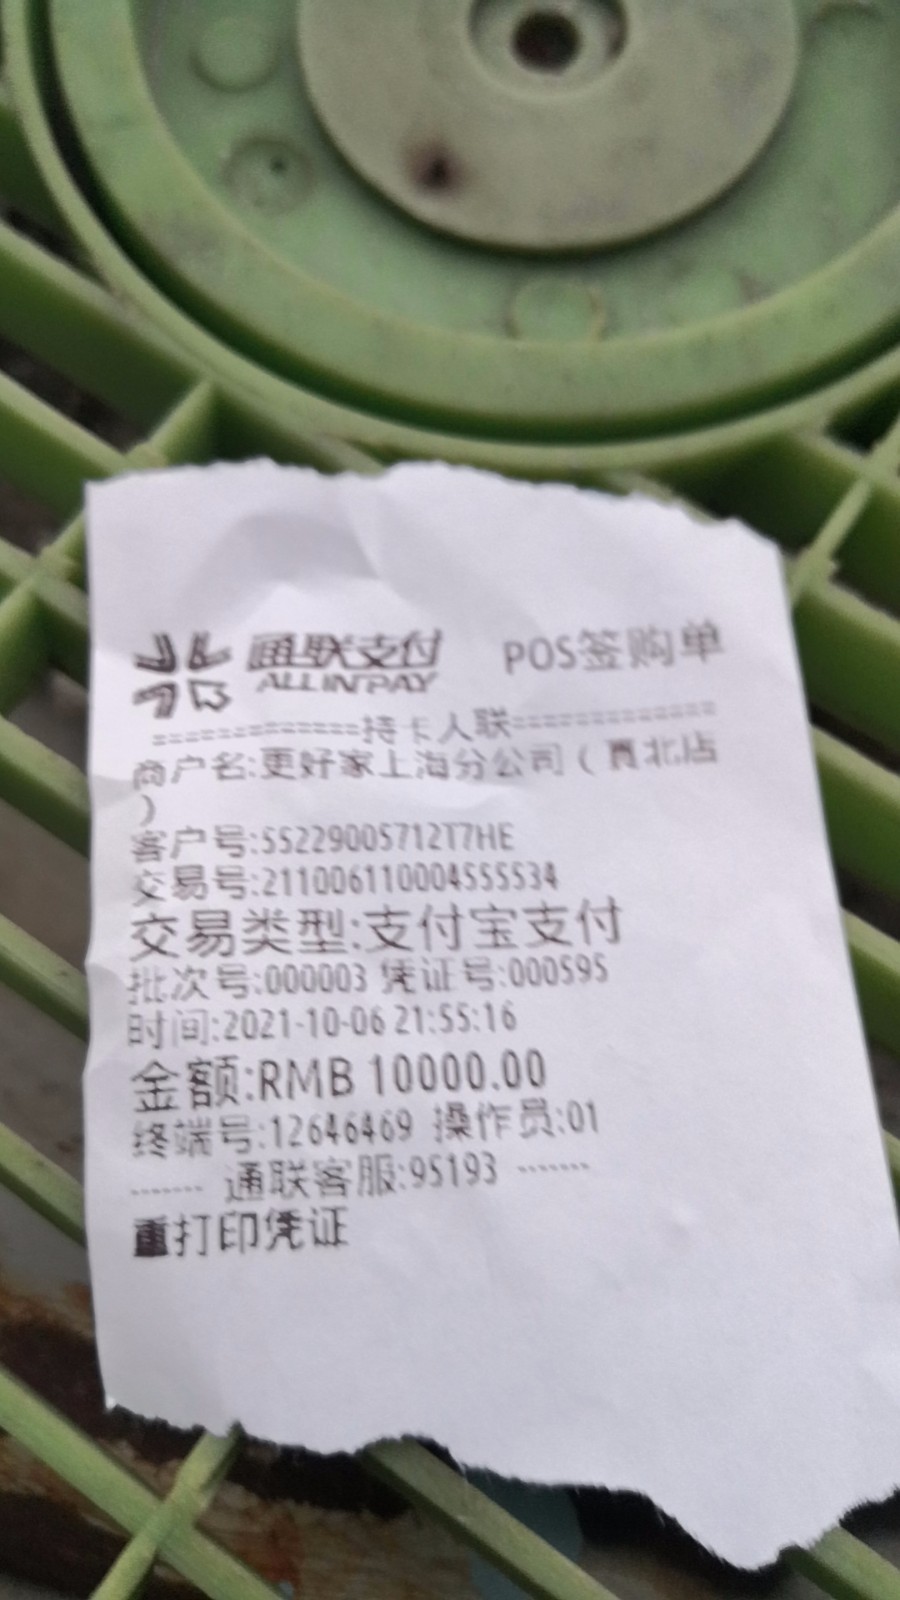 通联支付 POS签购单
ALLINPAY
============持卡人联=============
商户名:更好家上海分公司（真北店
）
客户号:55229005712T7HE
交易号:211006110004555534
交易类型:支付宝支付
批次号:000003 凭证号:000595
时间:2021-10-06 21:55:16
金额:RMB 10000.00
终端号:12646469 操作员:01
------- 通联客服:95193 -------
重打印凭证